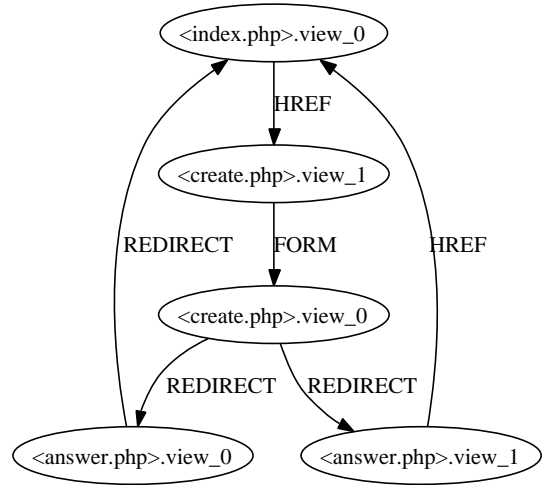 <index.php>.view_0
HREF
<create.php>.view_1
REDIRECT
FORM
HREF
<create.php>.view_0
REDIRECT
REDIRECT
<answer.php>.view_0
<answer.php>.view_1